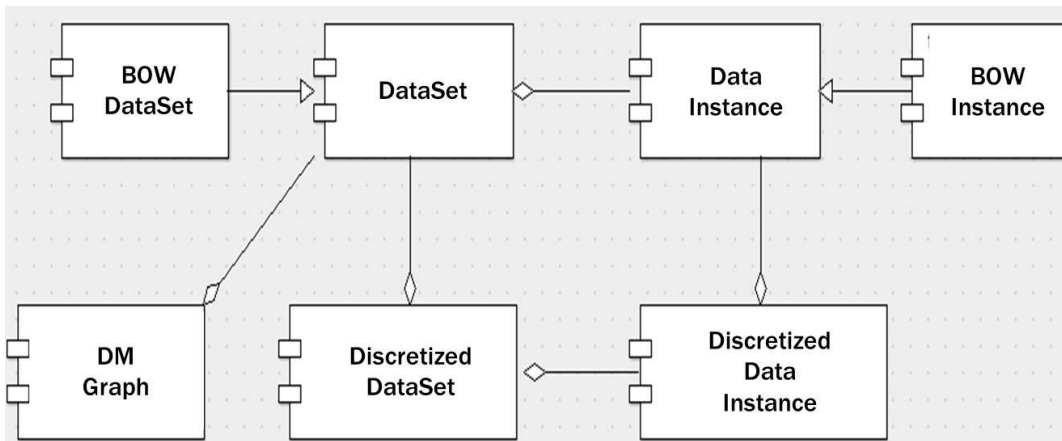 BOW
DataSet
DataSet
Data
Instance
BOW
Instance
DM
Graph
Discretized
DataSet
Discretized
Data
Instance